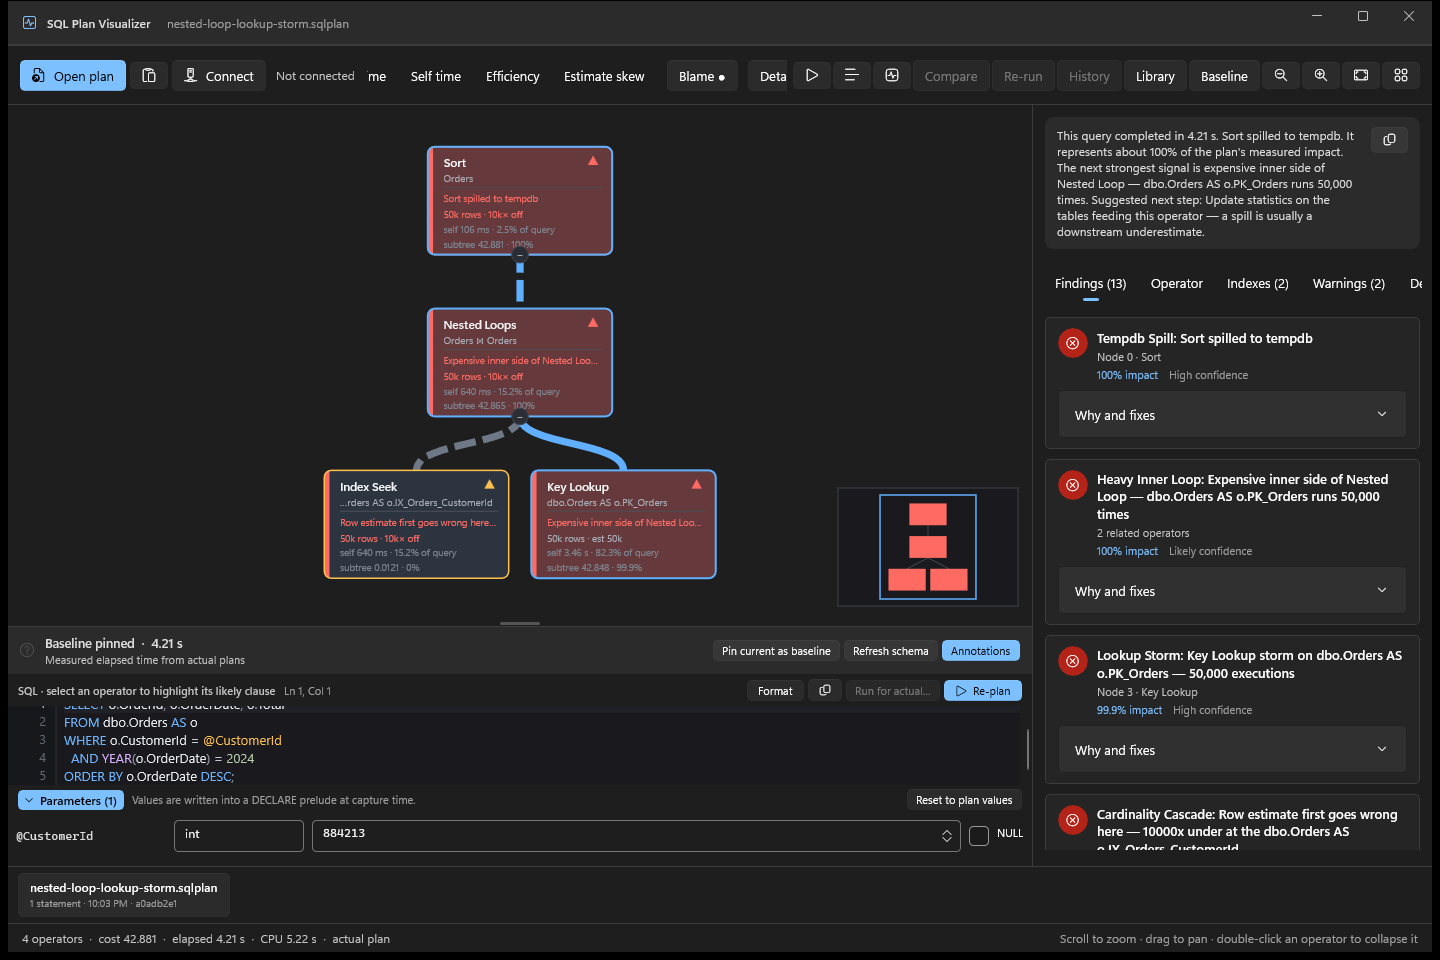 SQL Plan Visualizer nested-loop-lookup-storm.sqlplan
Open plan Connect Not connected me Self time Efficiency Estimate skew Blame ● Deta Compare Re-run History Library Baseline
Sort
Orders
Sort spilled to tempdb
50k rows · 10k× off
self 106 ms · 2.5% of query
subtree 42.881 · 100%
Nested Loops
Orders ⋈ Orders
Expensive inner side of Nested Loo...
50k rows · 10k× off
self 640 ms · 15.2% of query
subtree 42.865 · 100%
Index Seek
...rders AS o.IX_Orders_CustomerId
Row estimate first goes wrong here...
50k rows · 10k× off
self 640 ms · 15.2% of query
subtree 0.0121 · 0%
Key Lookup
dbo.Orders AS o.PK_Orders
Expensive inner side of Nested Loo...
50k rows · est 50k
self 3.46 s · 82.3% of query
subtree 42.848 · 99.9%
Baseline pinned · 4.21 s
Measured elapsed time from actual plans
Pin current as baseline Refresh schema Annotations
SQL · select an operator to highlight its likely clause Ln 1, Col 1
Format Run for actual... Re-plan
1 SELECT o.OrderId, o.OrderDate, o.Total
2 FROM dbo.Orders AS o
3 WHERE o.CustomerId = @CustomerId
4 AND YEAR(o.OrderDate) = 2024
5 ORDER BY o.OrderDate DESC;
Parameters (1) Values are written into a DECLARE prelude at capture time. Reset to plan values
@CustomerId int 884213 NULL
This query completed in 4.21 s. Sort spilled to tempdb. It
represents about 100% of the plan's measured impact.
The next strongest signal is expensive inner side of
Nested Loop — dbo.Orders AS o.PK_Orders runs 50,000
times. Suggested next step: Update statistics on the
tables feeding this operator — a spill is usually a
downstream underestimate.
Findings (13) Operator Indexes (2) Warnings (2) De
Tempdb Spill: Sort spilled to tempdb
Node 0 · Sort
100% impact High confidence
Why and fixes
Heavy Inner Loop: Expensive inner side of Nested
Loop — dbo.Orders AS o.PK_Orders runs 50,000
times
2 related operators
100% impact Likely confidence
Why and fixes
Lookup Storm: Key Lookup storm on dbo.Orders AS
o.PK_Orders — 50,000 executions
Node 3 · Key Lookup
99.9% impact High confidence
Why and fixes
Cardinality Cascade: Row estimate first goes wrong
here — 10000x under at the dbo.Orders AS
o.IX_Orders_CustomerId
nested-loop-lookup-storm.sqlplan
1 statement · 10:03 PM · a0adb2e1
4 operators · cost 42.881 · elapsed 4.21 s · CPU 5.22 s · actual plan
Scroll to zoom · drag to pan · double-click an operator to collapse it